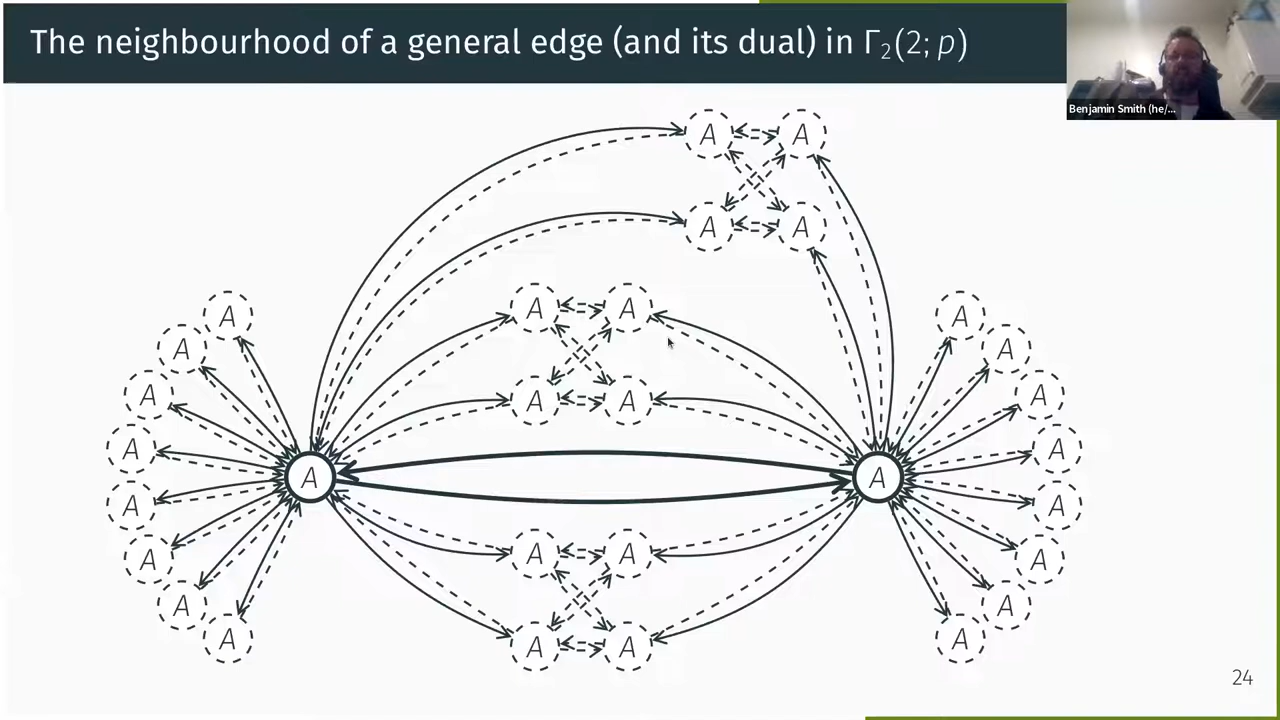 The neighbourhood of a general edge (and its dual) in Γ₂(2; p)
Benjamin Smith (he/...
A A
A A
A A A A
A A
A A A A
A A
A A
A A
A A A A
A A
A A A A
24